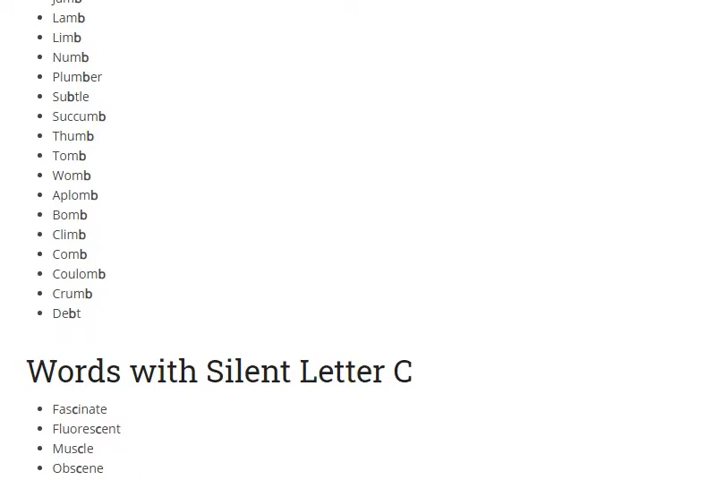 Lamb
Limb
Numb
Plumber
Subtle
Succumb
Thumb
Tomb
Womb
Aplomb
Bomb
Climb
Comb
Coulomb
Crumb
Debt
Words with Silent Letter C
Fascinate
Fluorescent
Muscle
Obscene